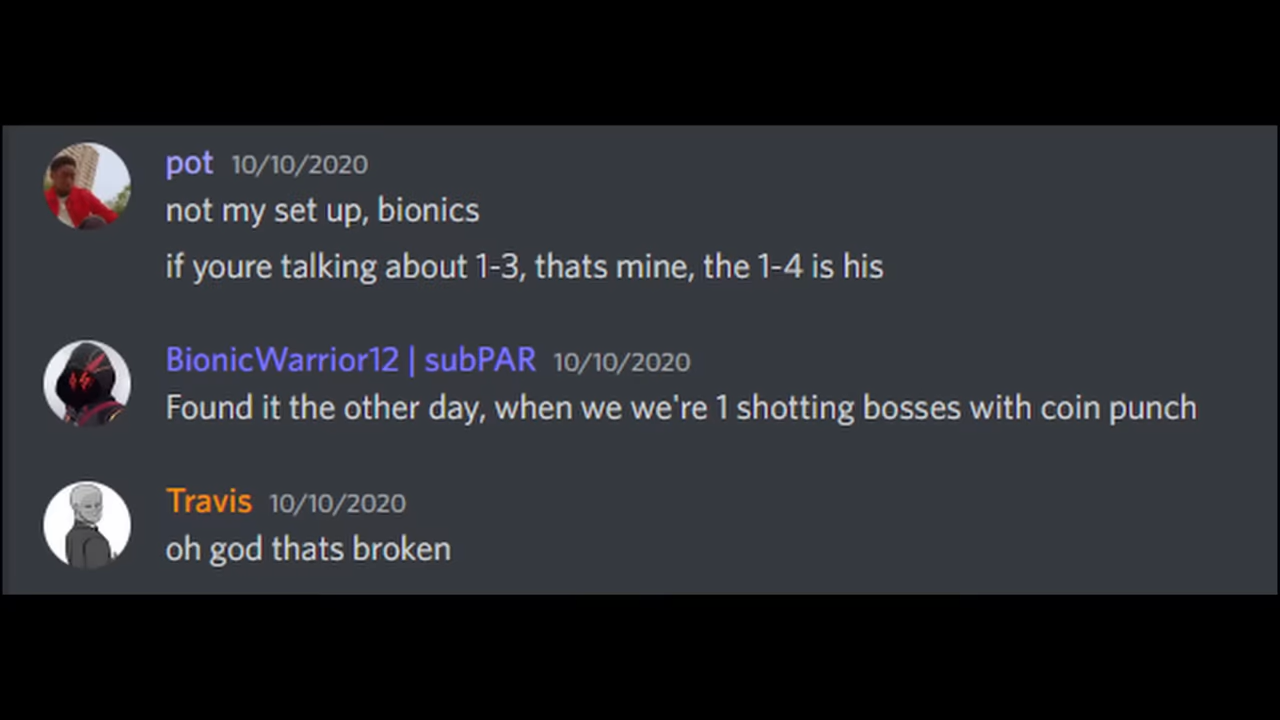 pot 10/10/2020
not my set up, bionics
if youre talking about 1-3, thats mine, the 1-4 is his
BionicWarrior12 | subPAR 10/10/2020
Found it the other day, when we we're 1 shotting bosses with coin punch
Travis 10/10/2020
oh god thats broken